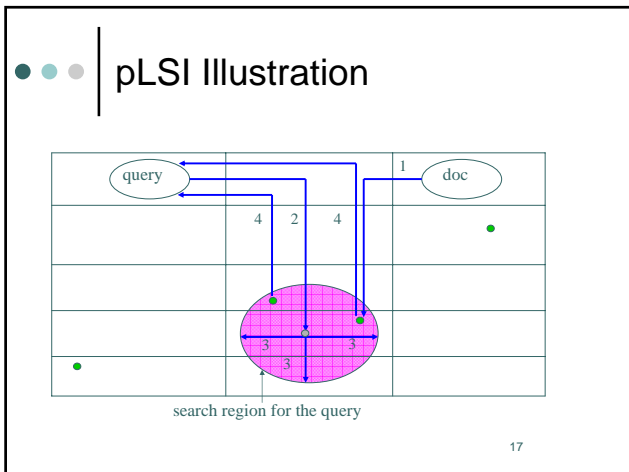 pLSI Illustration
query
1
doc
4 2 4
3 3
3
search region for the query
17